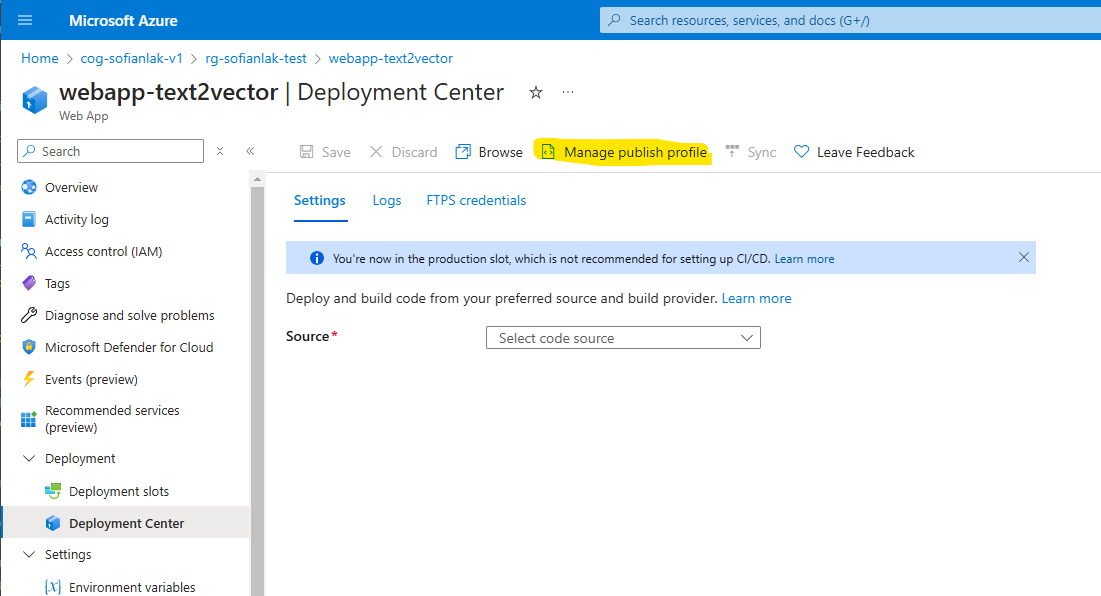 Microsoft Azure
Search resources, services, and docs (G+/)
Home > cog-sofianlak-v1 > rg-sofianlak-test > webapp-text2vector
webapp-text2vector | Deployment Center
Web App
Search
Save
Discard
Browse
Manage publish profile
Sync
Leave Feedback
Overview
Activity log
Access control (IAM)
Tags
Diagnose and solve problems
Microsoft Defender for Cloud
Events (preview)
Recommended services
(preview)
Deployment
Deployment slots
Deployment Center
Settings
Environment variables
Settings
Logs
FTPS credentials
You're now in the production slot, which is not recommended for setting up CI/CD. Learn more
Deploy and build code from your preferred source and build provider. Learn more
Source*
Select code source